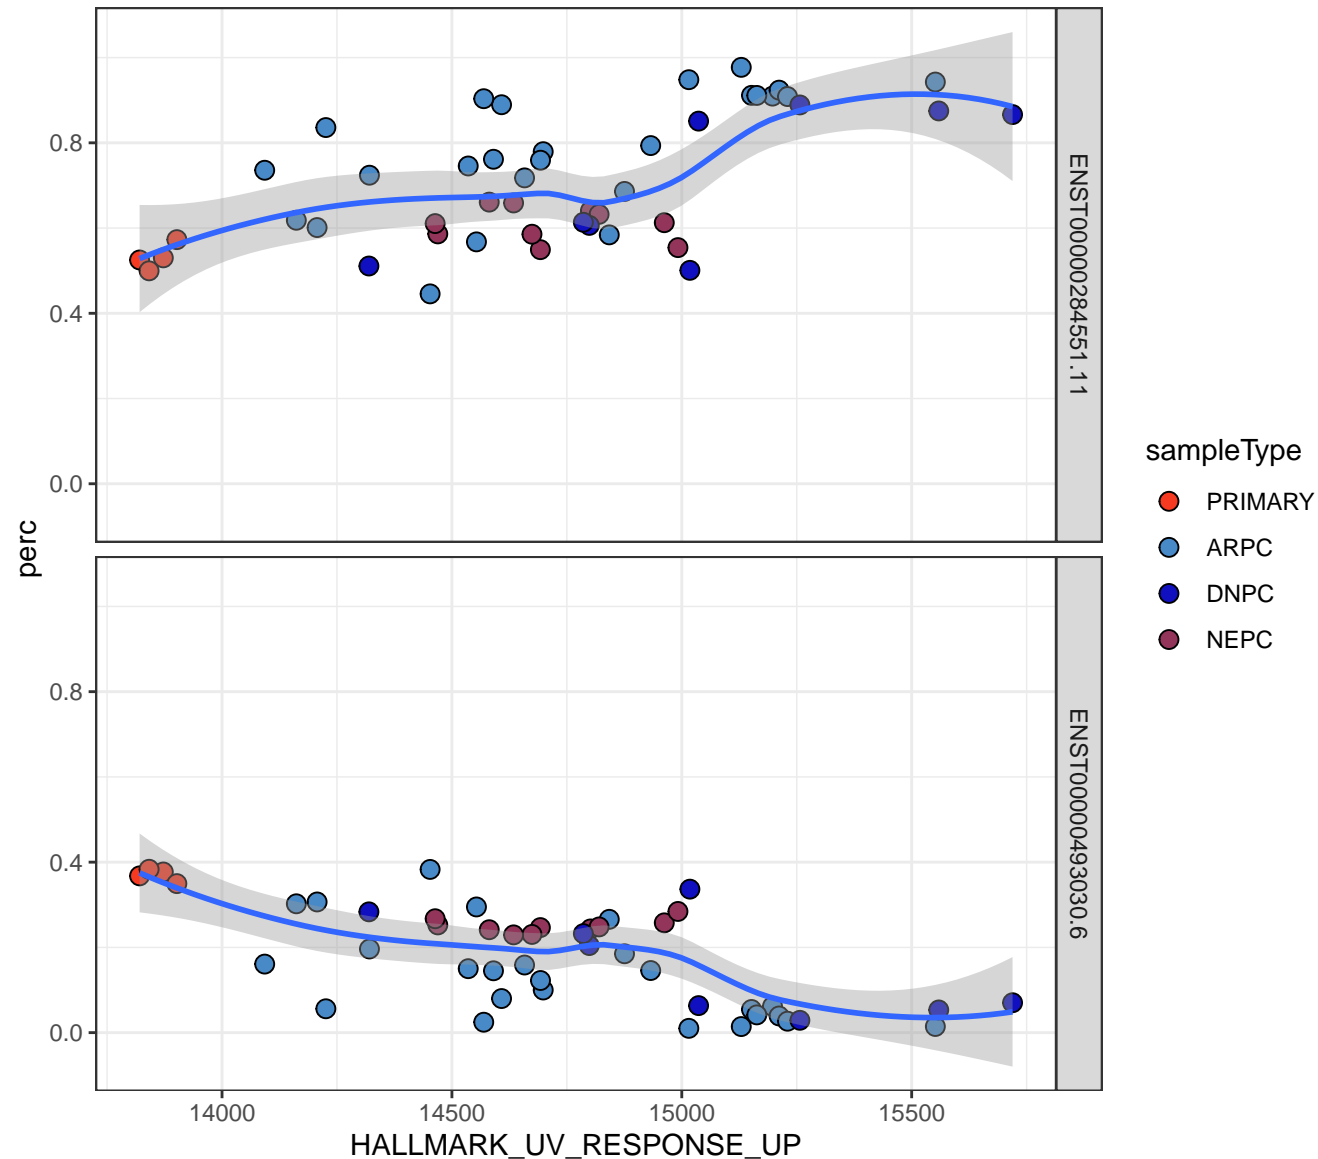 0.8
0.4
0.0
ENST00000284551.11
0.8
0.4
0.0
ENST00000493030.6
perc
14000
14500
15000
15500
HALLMARK_UV_RESPONSE_UP
sampleType
PRIMARY
ARPC
DNPC
NEPC